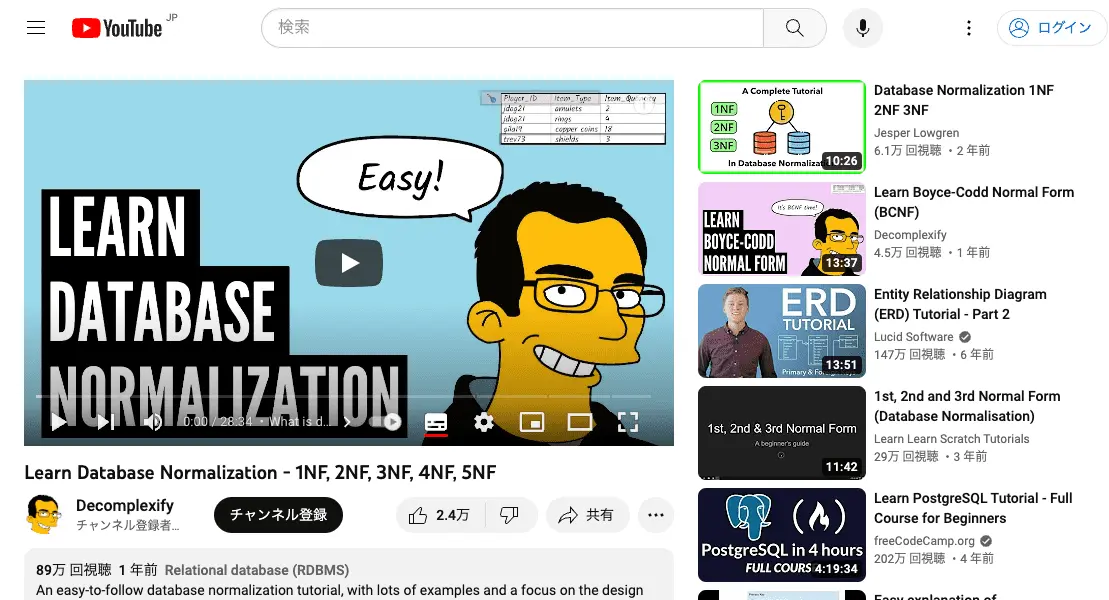 YouTube JP
検索
ログイン
Player_ID Item_Type Item_Quantity
jdog21 amulets 2
jdog21 rings 4
gila19 copper coins 18
trev73 shields 3
Easy!
LEARN
DATABASE
NORMALIZATION
0:00 / 28:34 • What is d...
Learn Database Normalization - 1NF, 2NF, 3NF, 4NF, 5NF
Decomplexify
チャンネル登録者...
チャンネル登録
2.4万
共有
89万 回視聴 1 年前 Relational database (RDBMS)
An easy-to-follow database normalization tutorial, with lots of examples and a focus on the design
A Complete Tutorial
1NF
2NF
3NF
In Database Normalizat
10:26
Database Normalization 1NF
2NF 3NF
Jesper Lowgren
6.1万 回視聴 • 2 年前
It's BCNF time!
LEARN
BOYCE-CODD
NORMAL FORM
13:37
Learn Boyce-Codd Normal Form
(BCNF)
Decomplexify
4.5万 回視聴 • 1 年前
ERD
TUTORIAL
Primary & Foreign
13:51
Entity Relationship Diagram
(ERD) Tutorial - Part 2
Lucid Software
147万 回視聴 • 6 年前
1st, 2nd & 3rd Normal Form
A beginner's guide
11:42
1st, 2nd and 3rd Normal Form
(Database Normalisation)
Learn Learn Scratch Tutorials
29万 回視聴 • 3 年前
PostgreSQL in 4 hours
FULL COURS
4:19:34
Learn PostgreSQL Tutorial - Full
Course for Beginners
freeCodeCamp.org
202万 回視聴 • 4 年前
Easy explanation of